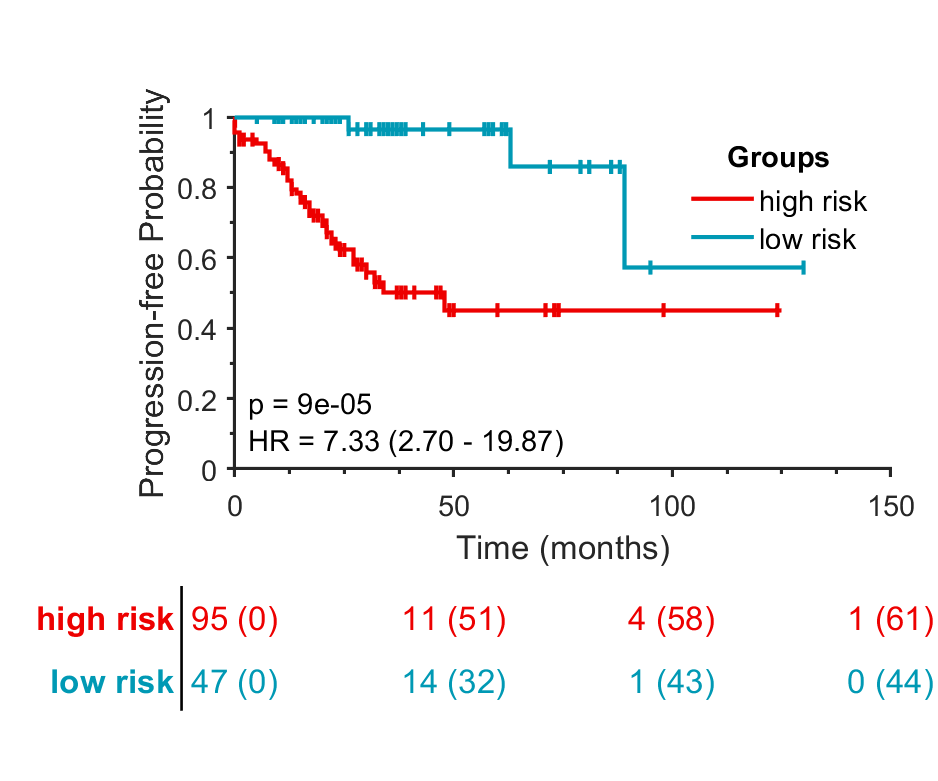 Progression-free Probability
1
0.8
0.6
0.4
0.2
0
Groups
high risk
low risk
p = 9e-05
HR = 7.33 (2.70 - 19.87)
0 50 100 150
Time (months)
high risk 95 (0) 11 (51) 4 (58) 1 (61)
low risk 47 (0) 14 (32) 1 (43) 0 (44)